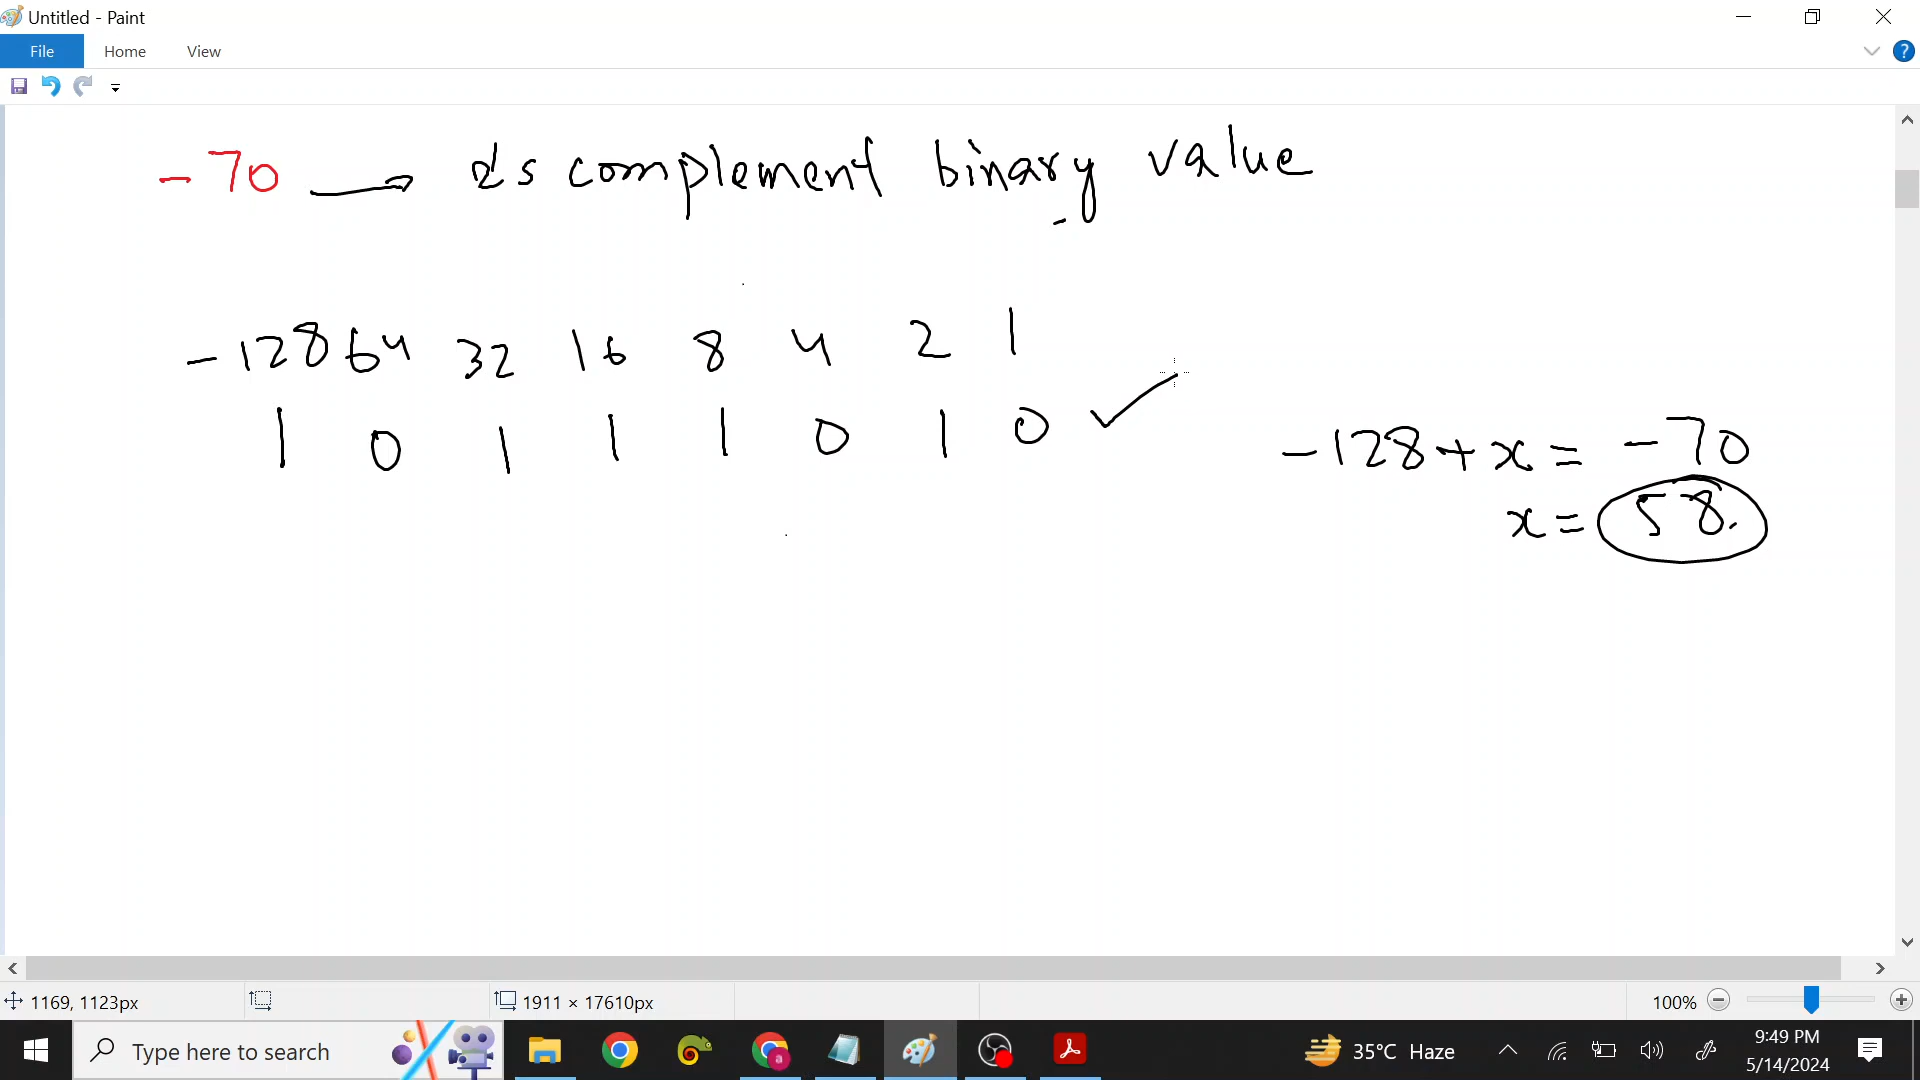 Untitled - Paint
File Home View
-70 → 2s complement binary value
-128 64 32 16 8 4 2 1
1 0 1 1 1 0 1 0 ✓
-128 + x = -70
x = 58.
1169, 1123px 1911 × 17610px 100%
Type here to search 35°C Haze 9:49 PM
5/14/2024